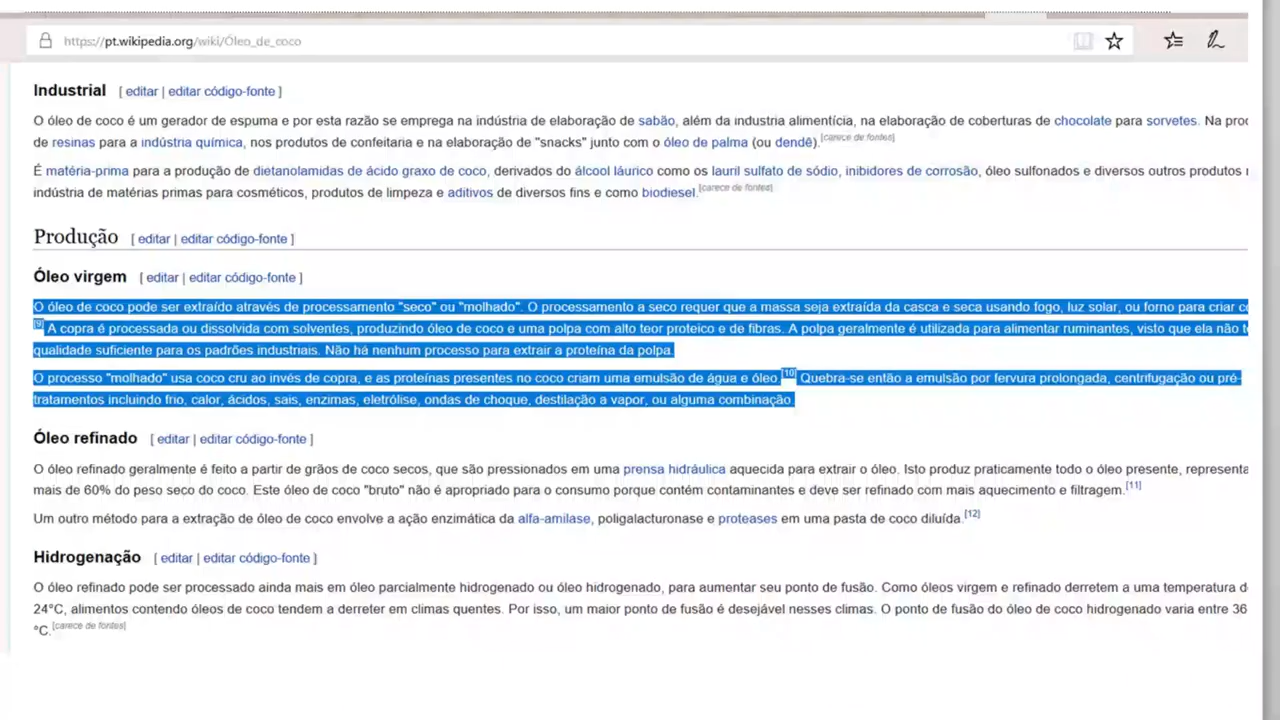 https://pt.wikipedia.org/wiki/Óleo_de_coco
Industrial [ editar | editar código-fonte ]
O óleo de coco é um gerador de espuma e por esta razão se emprega na indústria de elaboração de sabão, além da industria alimentícia, na elaboração de coberturas de chocolate para sorvetes. Na
de resinas para a indústria química, nos produtos de confeitaria e na elaboração de "snacks" junto com o óleo de palma (ou dendê).[carece de fontes]
É matéria-prima para a produção de dietanolamidas de ácido graxo de coco, derivados do álcool láurico como os lauril sulfato de sódio, inibidores de corrosão, óleo sulfonados e diversos outros produtos
indústria de matérias primas para cosméticos, produtos de limpeza e aditivos de diversos fins e como biodiesel.[carece de fontes]
Produção [ editar | editar código-fonte ]
Óleo virgem [ editar | editar código-fonte ]
O óleo de coco pode ser extraído através de processamento "seco" ou "molhado". O processamento a seco requer que a massa seja extraída da casca e seca usando fogo, luz solar, ou forno para criar
[9] A copra é processada ou dissolvida com solventes, produzindo óleo de coco e uma polpa com alto teor proteico e de fibras. A polpa geralmente é utilizada para alimentar ruminantes, visto que ela não
qualidade suficiente para os padrões industriais. Não há nenhum processo para extrair a proteína da polpa.
O processo "molhado" usa coco cru ao invés de copra, e as proteínas presentes no coco criam uma emulsão de água e óleo.[10] Quebra-se então a emulsão por fervura prolongada, centrifugação ou pré-
tratamentos incluindo frio, calor, ácidos, sais, enzimas, eletrólise, ondas de choque, destilação a vapor, ou alguma combinação.
Óleo refinado [ editar | editar código-fonte ]
O óleo refinado geralmente é feito a partir de grãos de coco secos, que são pressionados em uma prensa hidráulica aquecida para extrair o óleo. Isto produz praticamente todo o óleo presente, representa
mais de 60% do peso seco do coco. Este óleo de coco "bruto" não é apropriado para o consumo porque contém contaminantes e deve ser refinado com mais aquecimento e filtragem.[11]
Um outro método para a extração de óleo de coco envolve a ação enzimática da alfa-amilase, poligalacturonase e proteases em uma pasta de coco diluída.[12]
Hidrogenação [ editar | editar código-fonte ]
O óleo refinado pode ser processado ainda mais em óleo parcialmente hidrogenado ou óleo hidrogenado, para aumentar seu ponto de fusão. Como óleos virgem e refinado derretem a uma temperatura
24°C, alimentos contendo óleos de coco tendem a derreter em climas quentes. Por isso, um maior ponto de fusão é desejável nesses climas. O ponto de fusão do óleo de coco hidrogenado varia entre 36
°C.[carece de fontes]